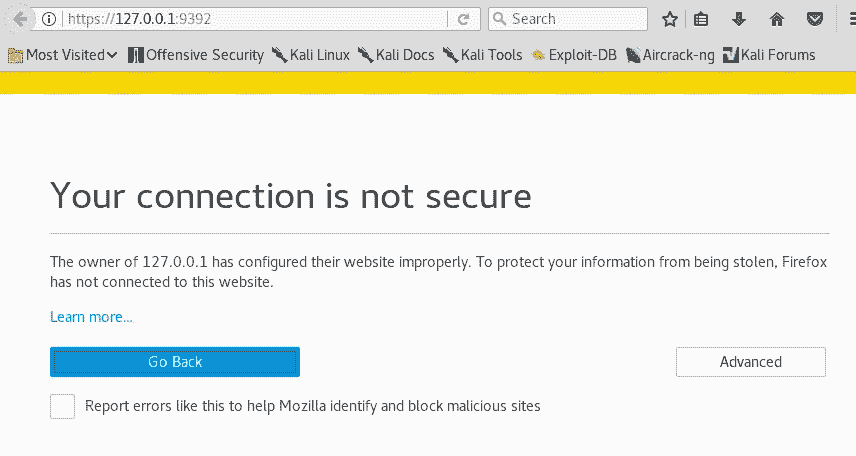 https://127.0.0.1:9392 Search
Most Visited Offensive Security Kali Linux Kali Docs Kali Tools Exploit-DB Aircrack-ng Kali Forums
Your connection is not secure
The owner of 127.0.0.1 has configured their website improperly. To protect your information from being stolen, Firefox
has not connected to this website.
Learn more...
Go Back Advanced
Report errors like this to help Mozilla identify and block malicious sites